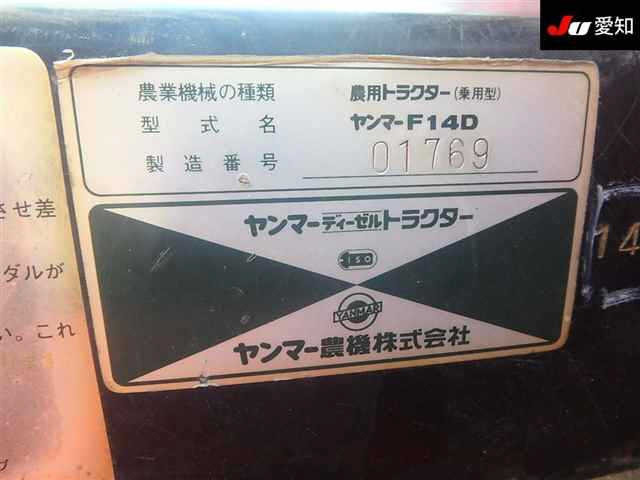 JU 愛知
農業機械の種類 農用トラクター(乗用型)
型式名 ヤンマーF14D
製造番号 01769
ヤンマーディーゼルトラクター
ISO
YANMAR
ヤンマー農機株式会社
させ差
ダルが
い。これ
14